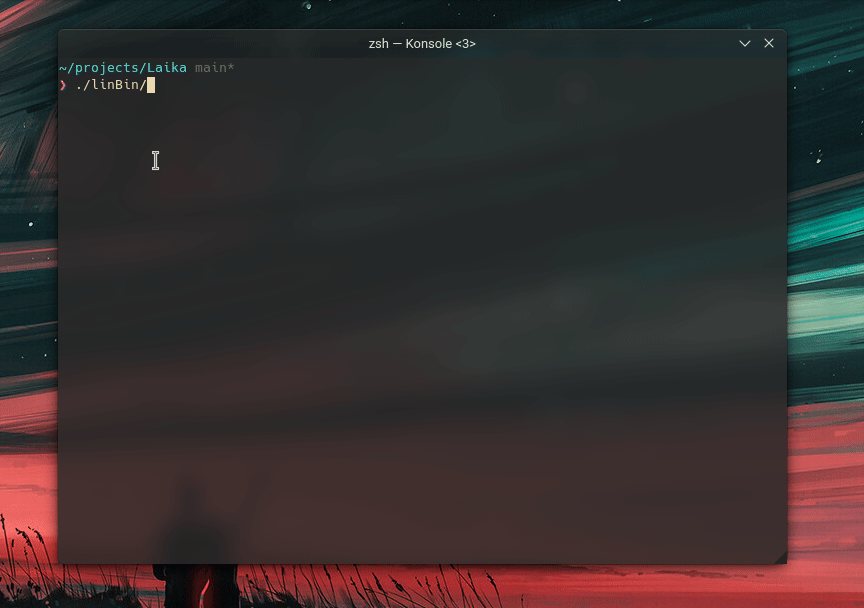 zsh — Konsole <3>
~/projects/Laika main*
❯ ./linBin/